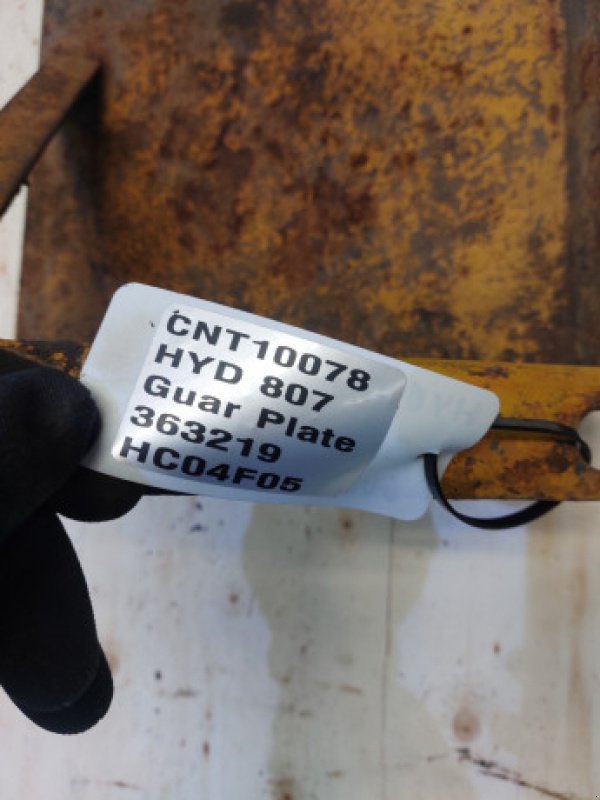 CNT10078
HYD 807
Guar Plate
363219
HC04F05